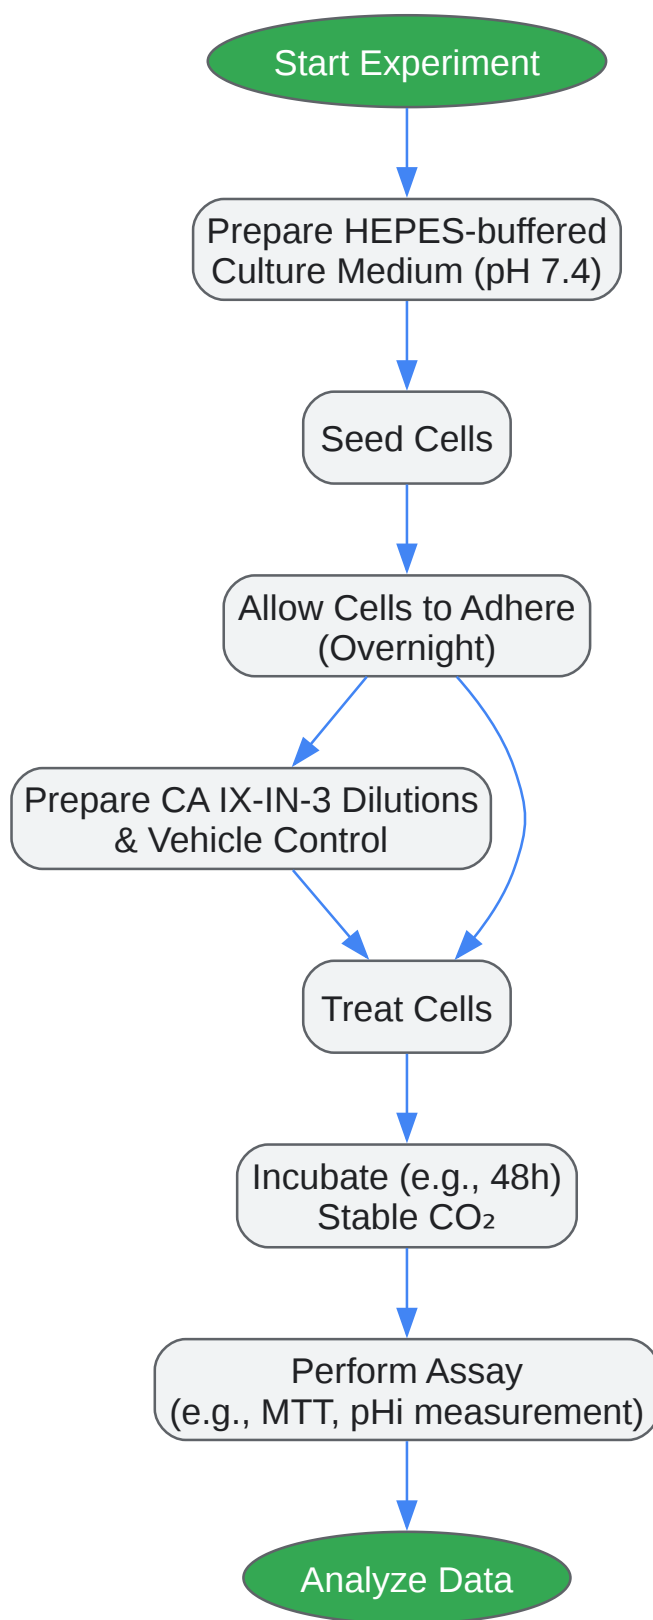 Start Experiment
Prepare HEPES-buffered
Culture Medium (pH 7.4)
Seed Cells
Allow Cells to Adhere
(Overnight)
Prepare CA IX-IN-3 Dilutions
& Vehicle Control
Treat Cells
Incubate (e.g., 48h)
Stable CO₂
Perform Assay
(e.g., MTT, pHi measurement)
Analyze Data